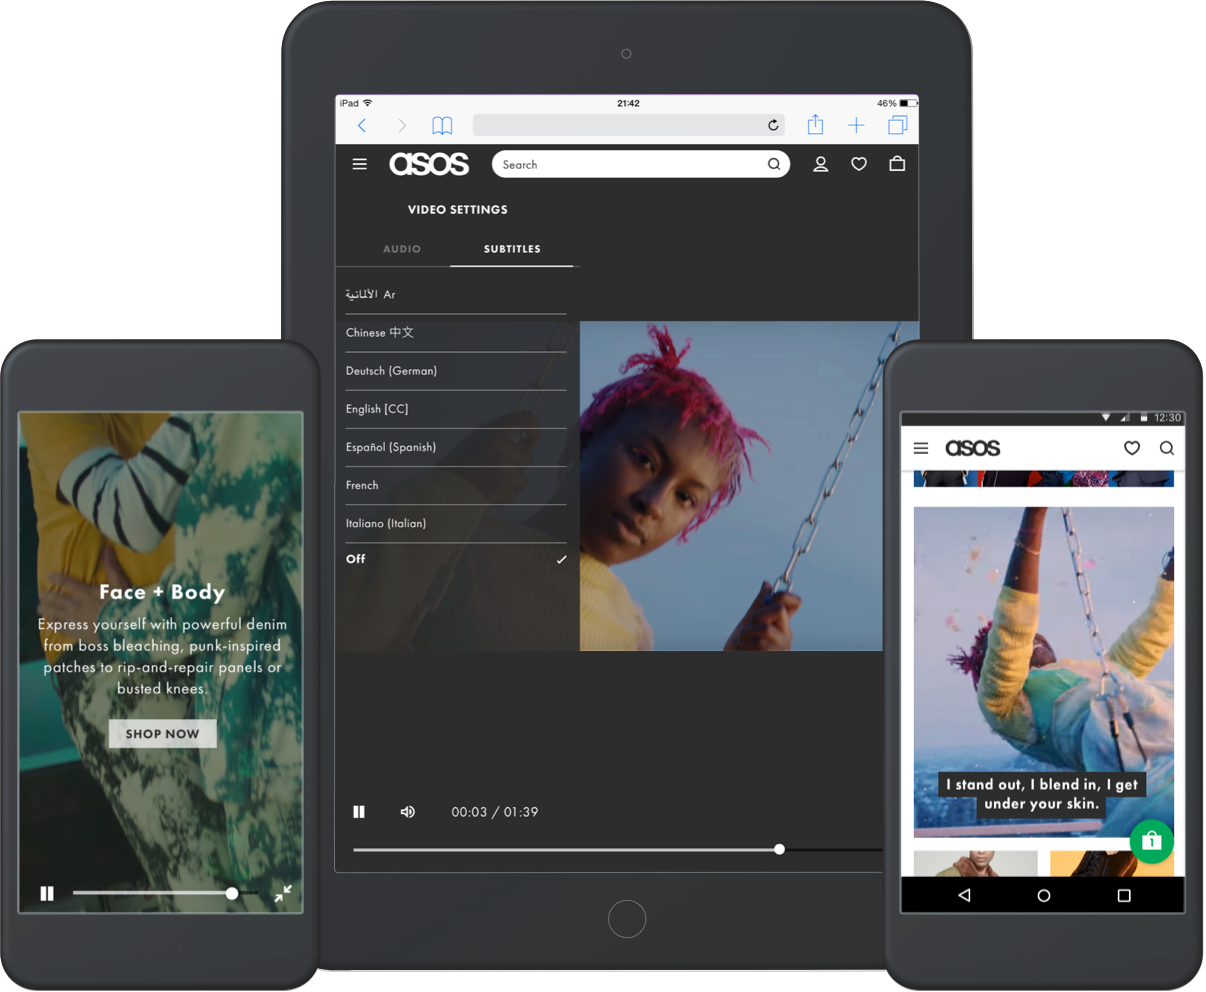 iPad
21:42
46%
asos
Search
VIDEO SETTINGS
AUDIO
SUBTITLES
الألمانية Ar
Chinese 中文
Deutsch (German)
English [CC]
Español (Spanish)
French
Italiano (Italian)
Off
00:03 / 01:39
Face + Body
Express yourself with powerful denim
from boss bleaching, punk-inspired
patches to rip-and-repair panels or
busted knees.
SHOP NOW
12:30
asos
I stand out, I blend in, I get
under your skin.
1